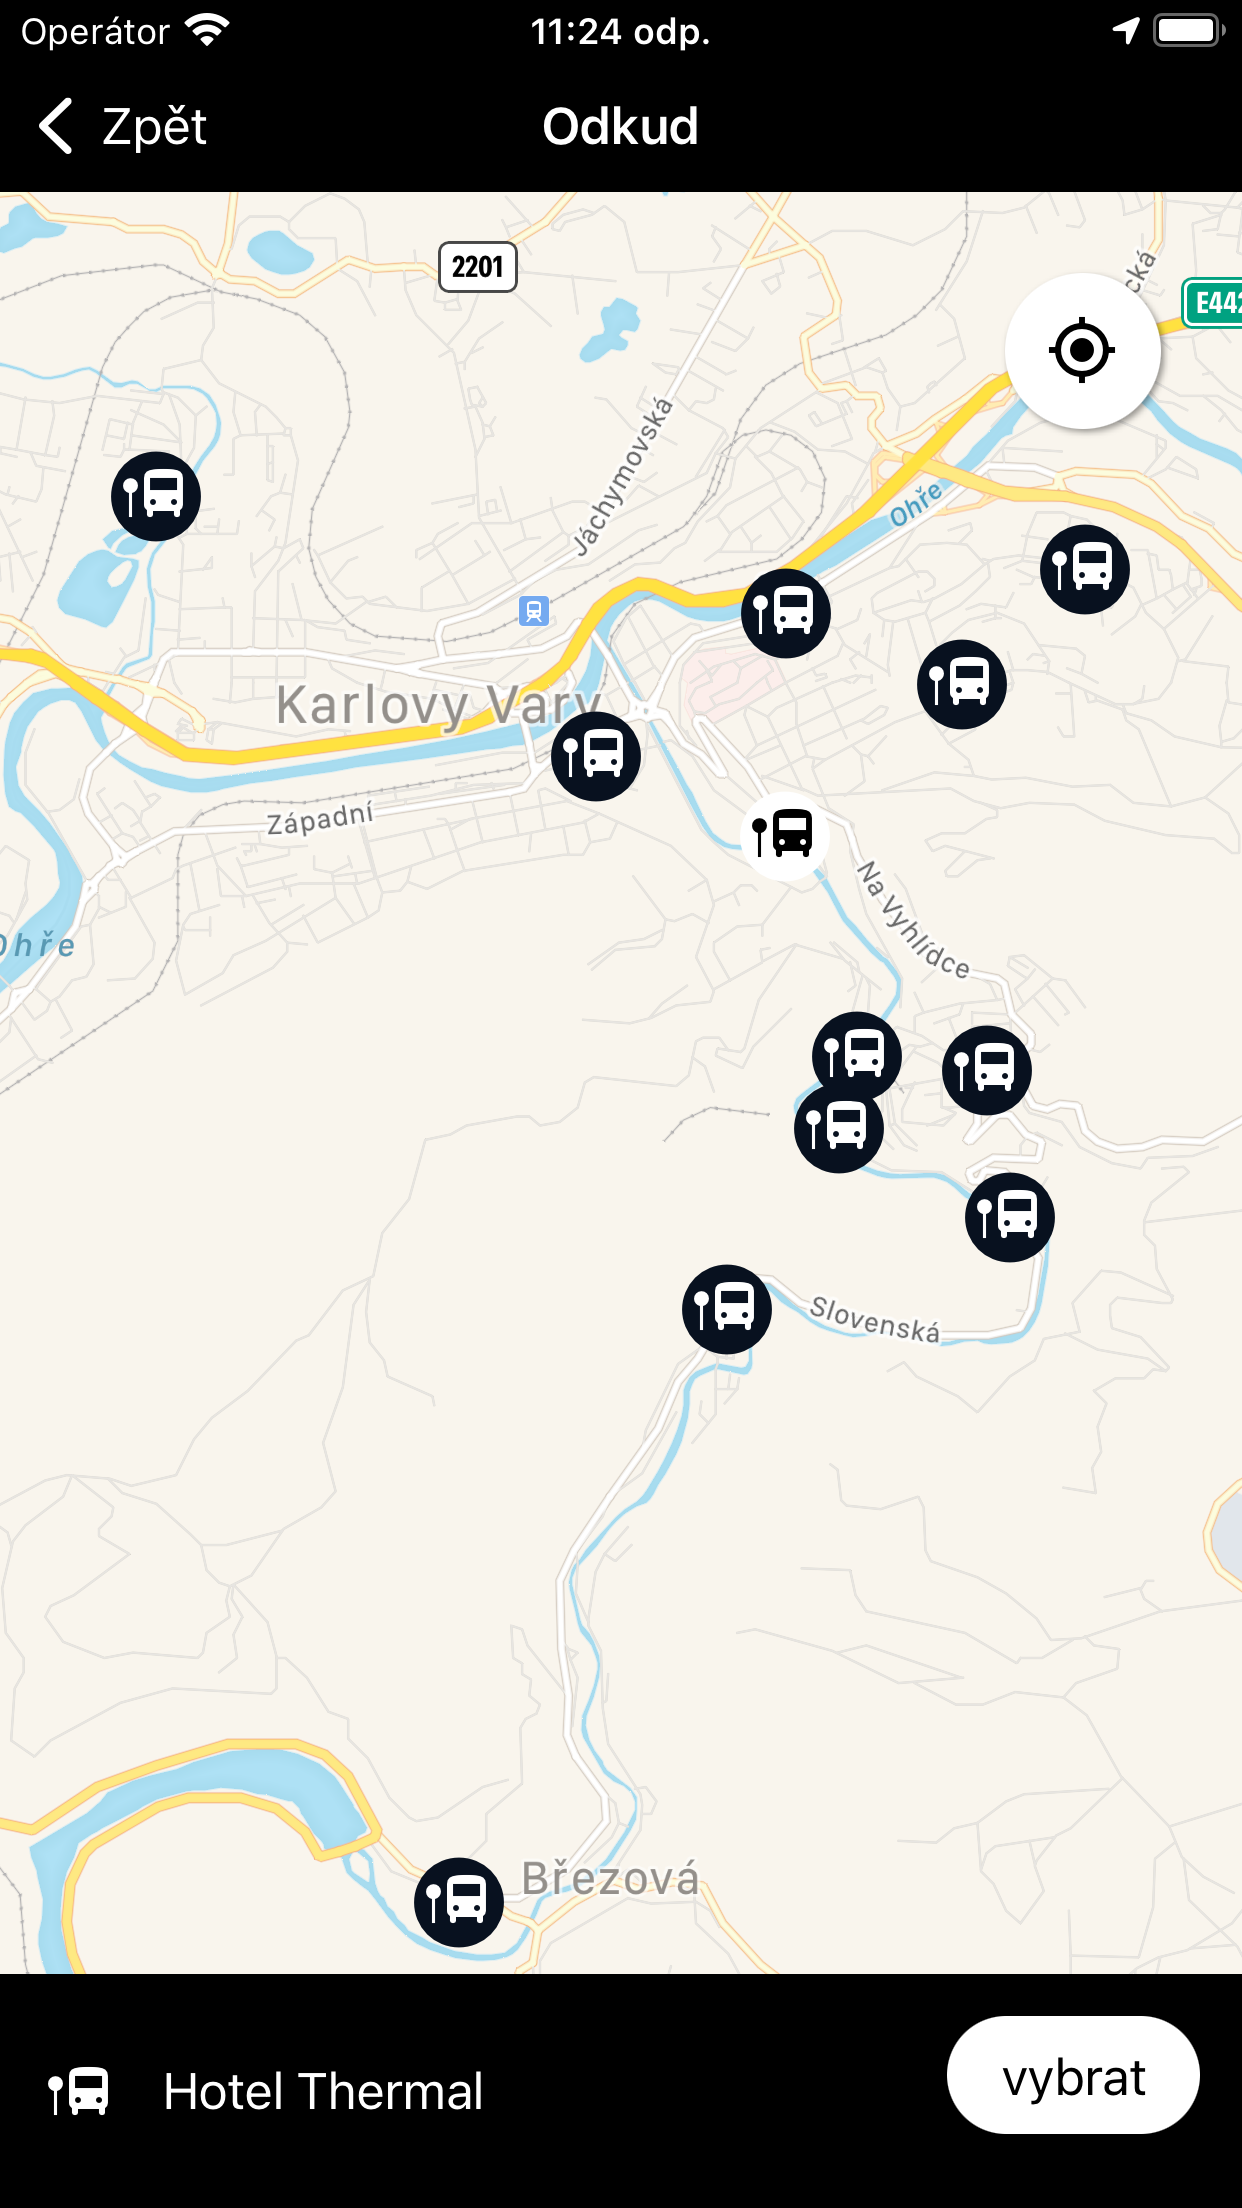 Operátor
11:24 odp.
Zpět
Odkud
2201
E442
Jáchymovská
Ohře
Karlovy Vary
Západní
Na Vyhlídce
Ohře
Slovenská
Březová
Hotel Thermal
vybrat